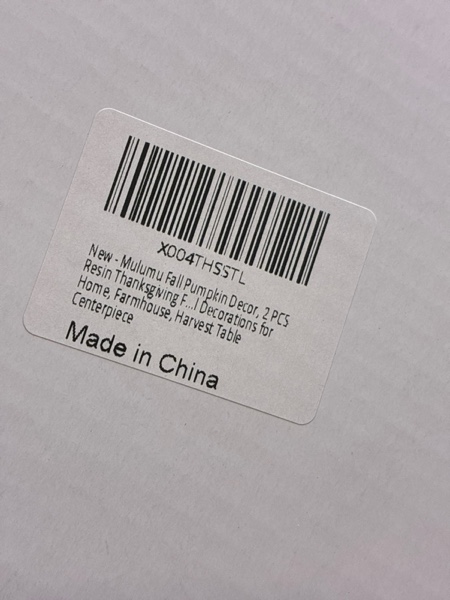 X004THSSTL
New - Mulumu Fall Pumpkin Decor, 2 PCS
Resin Thanksgiving F...l Decorations for
Home, Farmhouse, Harvest Table
Centerpiece
Made in China